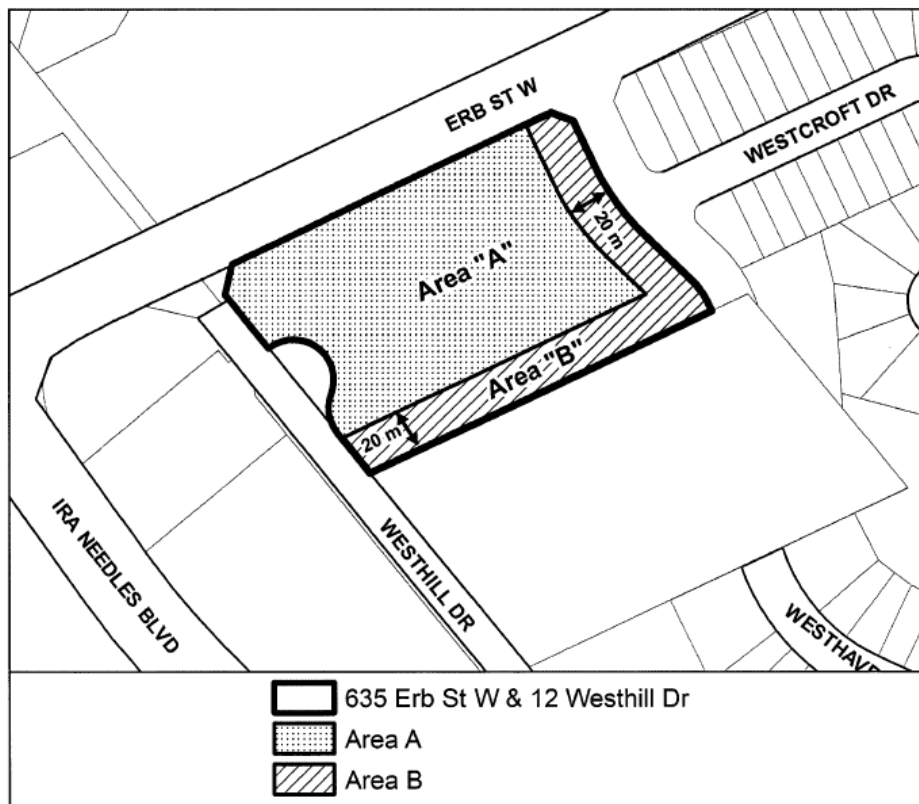 ERB ST W
WESTCROFT DR
20 m
Area "A"
Area "B"
20 m
WESTHILL DR
IRA NEEDLES BLVD
635 Erb St W & 12 Westhill Dr
Area A
Area B